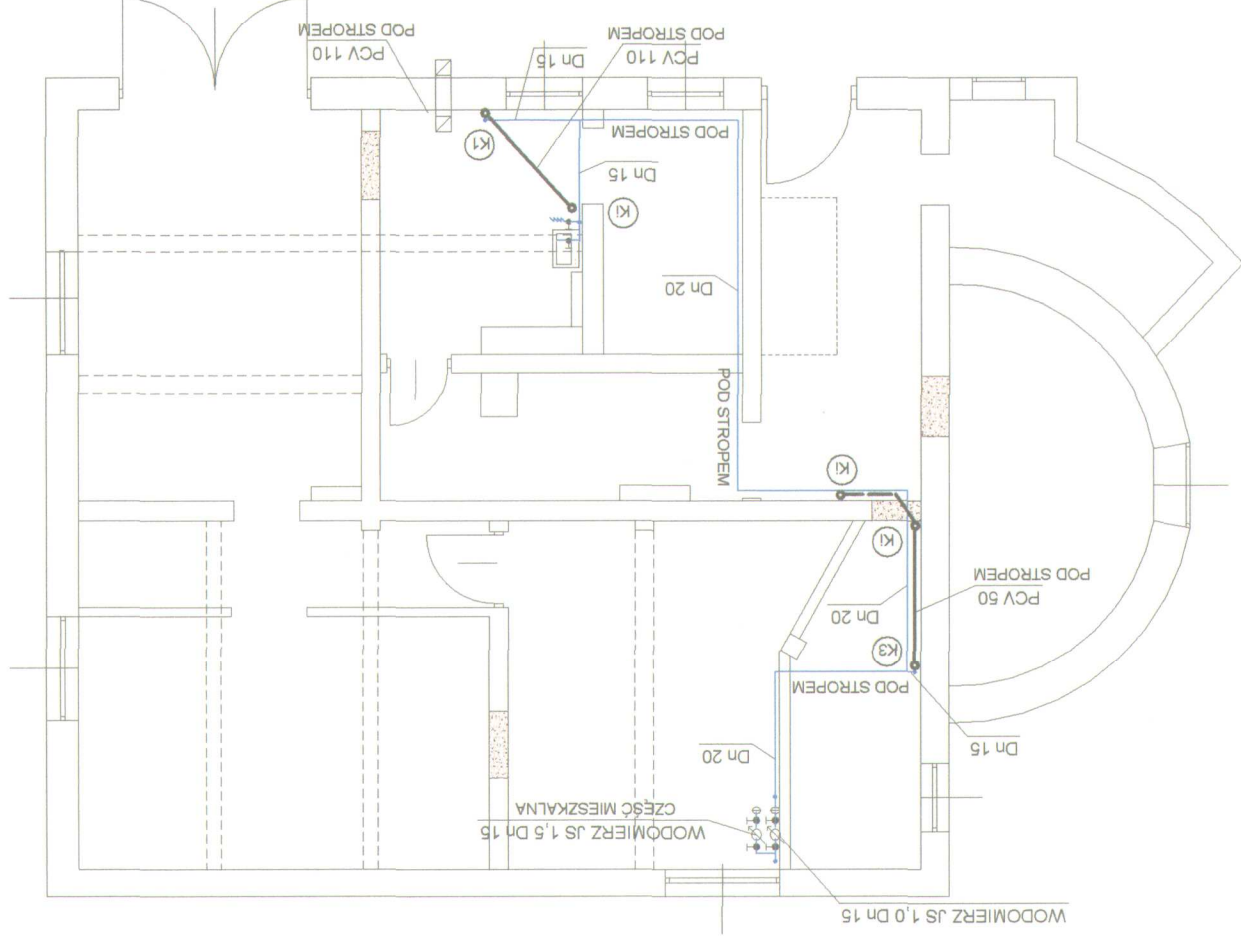 WODOMIERZ JS 1,0 Dn 15
WODOMIERZ JS 1,5 Dn 15
CZĘŚĆ MIESZKALNA
Dn 20
Dn 15
POD STROPEM
K3
Dn 20
PCV 50
POD STROPEM
Ki
Ki
POD STROPEM
Dn 20
Ki
Dn 15
K1
POD STROPEM
Dn 15
PCV 110
POD STROPEM
PCV 110
POD STROPEM